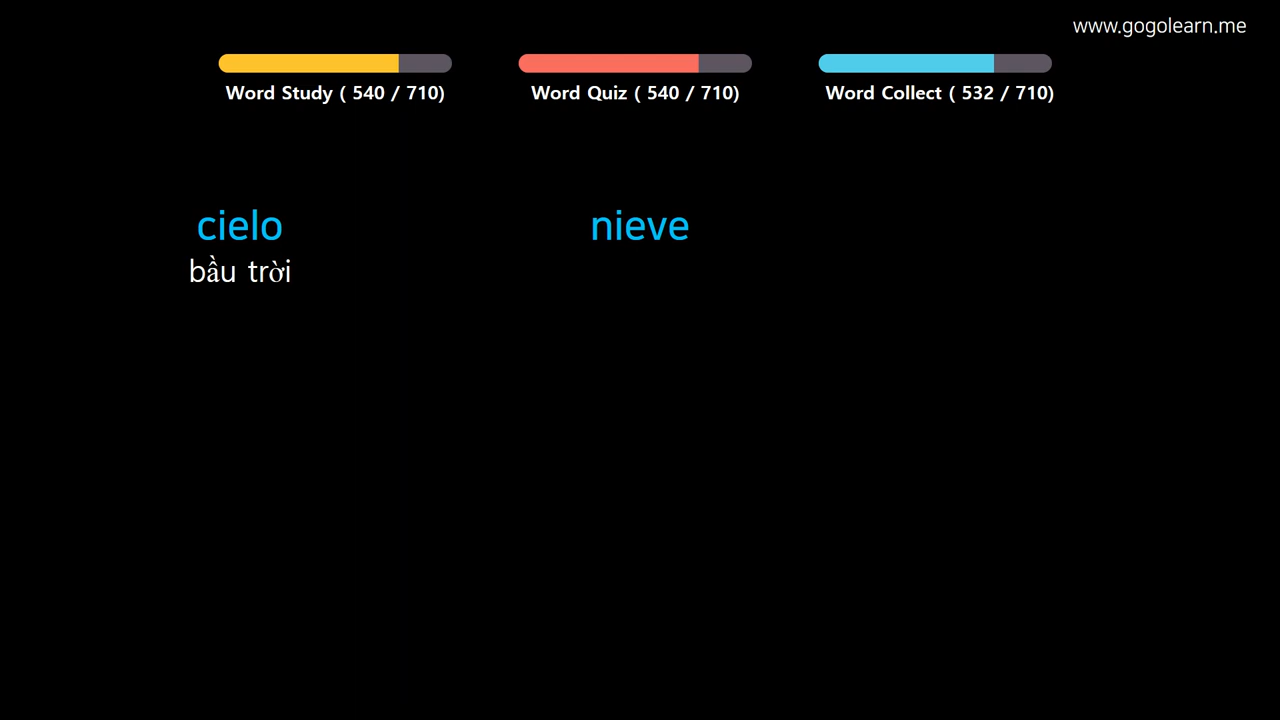 www.gogolearn.me
Word Study ( 540 / 710)
Word Quiz ( 540 / 710)
Word Collect ( 532 / 710)
cielo
bầu trời
nieve